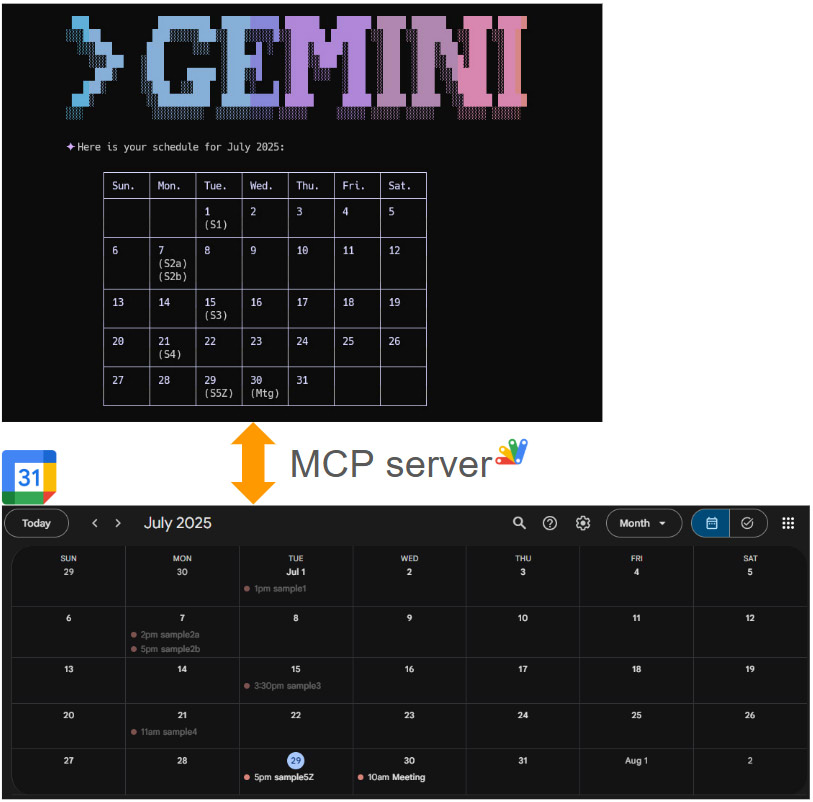 >GEMINI
✦Here is your schedule for July 2025:
Sun. Mon. Tue. Wed. Thu. Fri. Sat.
1 2 3 4 5
(S1)
6 7 8 9 10 11 12
(S2a)
(S2b)
13 14 15 16 17 18 19
(S3)
20 21 22 23 24 25 26
(S4)
27 28 29 30 31
(S5Z) (Mtg)
MCP server
31
Today < > July 2025 Month
SUN MON TUE WED THU FRI SAT
29 30 Jul 1 2 3 4 5
1pm sample1
6 7 8 9 10 11 12
2pm sample2a
5pm sample2b
13 14 15 16 17 18 19
3:30pm sample3
20 21 22 23 24 25 26
11am sample4
27 28 29 30 31 Aug 1 2
5pm sample5Z 10am Meeting